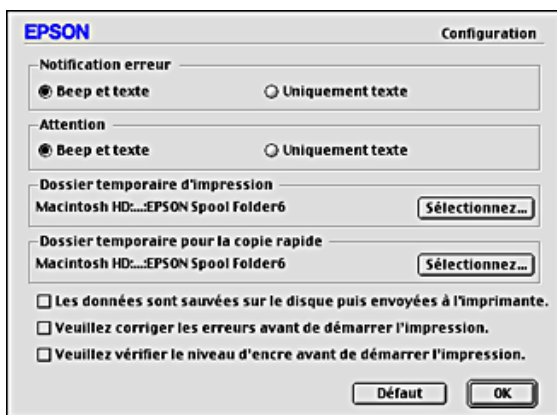 EPSON Configuration
Notification erreur
Beep et texte Uniquement texte
Attention
Beep et texte Uniquement texte
Dossier temporaire d'impression
Macintosh HD:...:EPSON Spool Folder6 Sélectionnez...
Dossier temporaire pour la copie rapide
Macintosh HD:...:EPSON Spool Folder6 Sélectionnez...
Les données sont sauvées sur le disque puis envoyées à l'imprimante.
Veuillez corriger les erreurs avant de démarrer l'impression.
Veuillez vérifier le niveau d'encre avant de démarrer l'impression.
Défaut OK